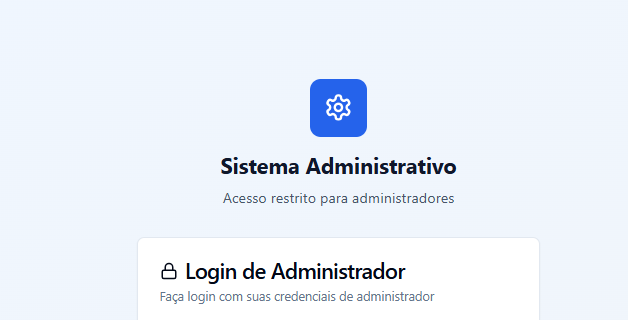 Sistema Administrativo
Acesso restrito para administradores
Login de Administrador
Faça login com suas credenciais de administrador